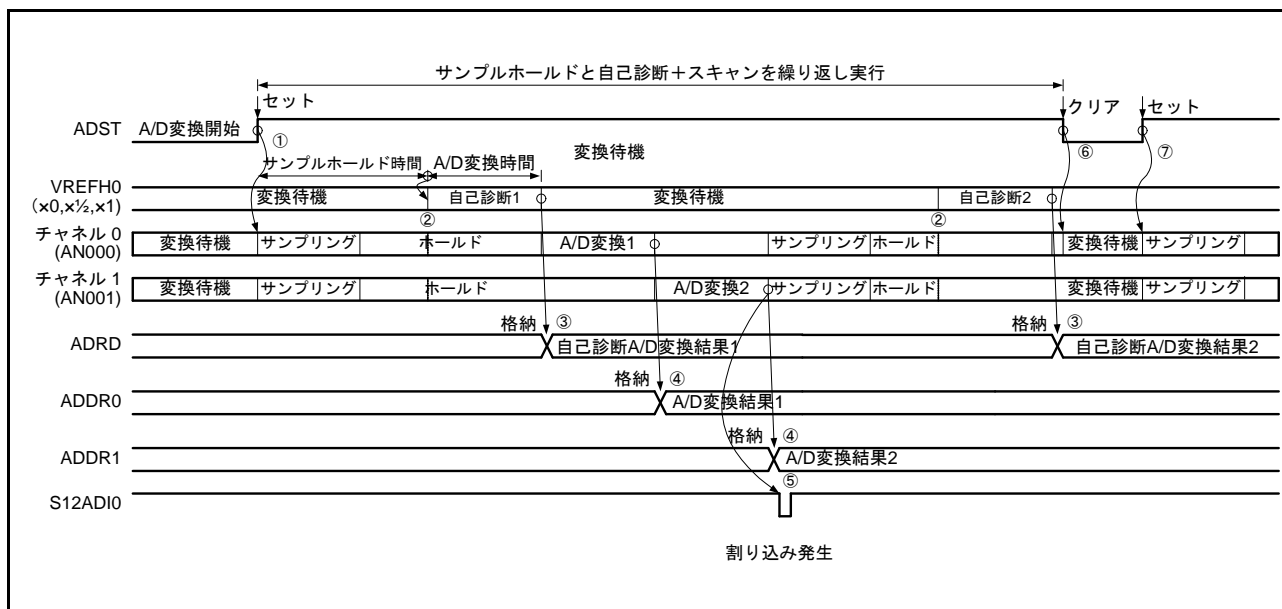 サンプルホールドと自己診断+スキャンを繰り返し実行
セット クリア セット
ADST A/D変換開始 ① ⑥ ⑦
変換待機
サンプルホールド時間 A/D変換時間
VREFH0
(×0,×½,×1)
変換待機 自己診断1 変換待機 自己診断2
② ②
チャネル 0
(AN000)
変換待機 サンプリング ホールド A/D変換1 サンプリング ホールド 変換待機 サンプリング
チャネル 1
(AN001)
変換待機 サンプリング ホールド A/D変換2 サンプリング ホールド 変換待機 サンプリング
格納 ③ 格納 ③
ADRD 自己診断A/D変換結果1 自己診断A/D変換結果2
格納 ④
ADDR0 A/D変換結果1
格納 ④
ADDR1 A/D変換結果2
⑤
S12ADI0
割り込み発生